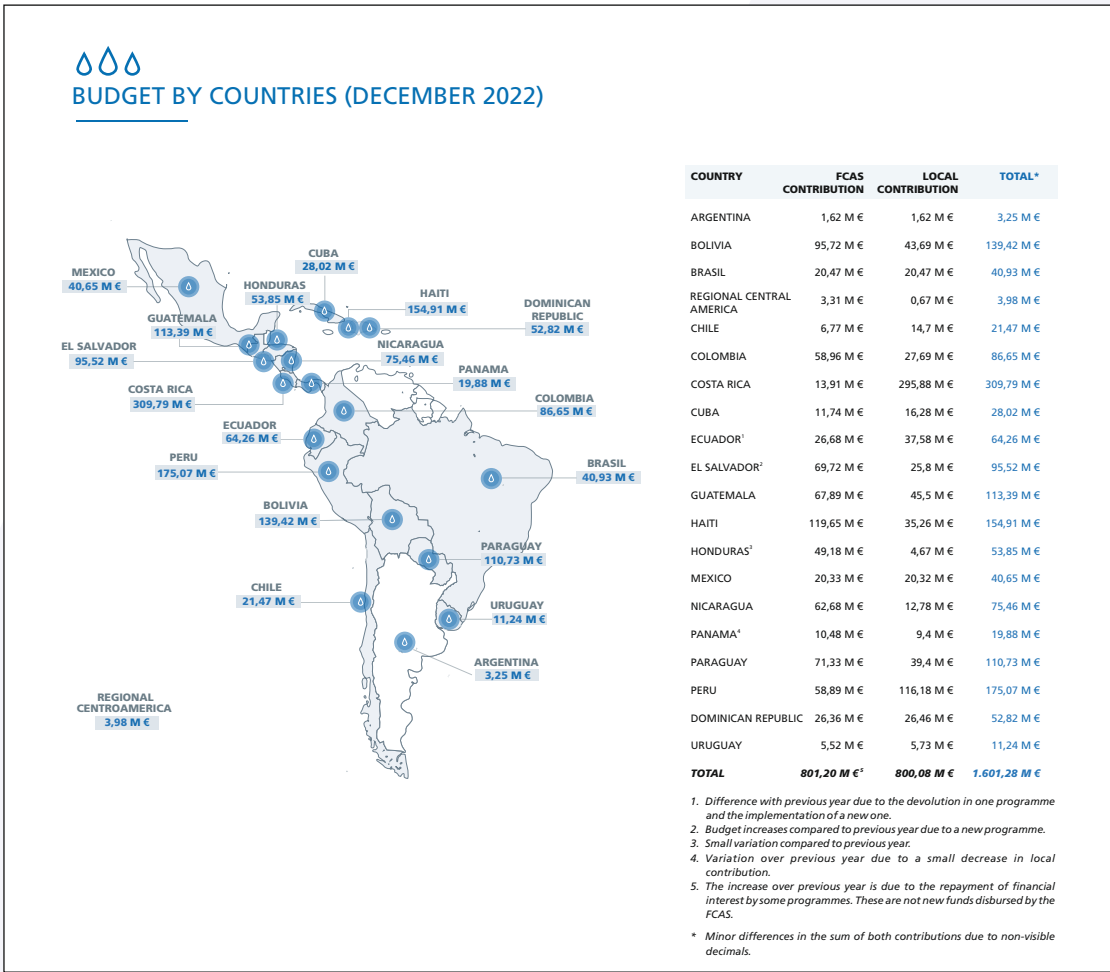 BUDGET BY COUNTRIES (DECEMBER 2022)
MEXICO
40,65 M €
CUBA
28,02 M €
HONDURAS
53,85 M €
HAITI
154,91 M €
DOMINICAN
REPUBLIC
52,82 M €
GUATEMALA
113,39 M €
EL SALVADOR
95,52 M €
NICARAGUA
75,46 M €
PANAMA
19,88 M €
COSTA RICA
309,79 M €
COLOMBIA
86,65 M €
ECUADOR
64,26 M €
PERU
175,07 M €
BRASIL
40,93 M €
BOLIVIA
139,42 M €
PARAGUAY
110,73 M €
CHILE
21,47 M €
URUGUAY
11,24 M €
ARGENTINA
3,25 M €
REGIONAL
CENTROAMERICA
3,98 M €
COUNTRY FCAS LOCAL TOTAL*
CONTRIBUTION CONTRIBUTION
ARGENTINA 1,62 M € 1,62 M € 3,25 M €
BOLIVIA 95,72 M € 43,69 M € 139,42 M €
BRASIL 20,47 M € 20,47 M € 40,93 M €
REGIONAL CENTRAL
AMERICA 3,31 M € 0,67 M € 3,98 M €
CHILE 6,77 M € 14,7 M € 21,47 M €
COLOMBIA 58,96 M € 27,69 M € 86,65 M €
COSTA RICA 13,91 M € 295,88 M € 309,79 M €
CUBA 11,74 M € 16,28 M € 28,02 M €
ECUADOR¹ 26,68 M € 37,58 M € 64,26 M €
EL SALVADOR² 69,72 M € 25,8 M € 95,52 M €
GUATEMALA 67,89 M € 45,5 M € 113,39 M €
HAITI 119,65 M € 35,26 M € 154,91 M €
HONDURAS³ 49,18 M € 4,67 M € 53,85 M €
MEXICO 20,33 M € 20,32 M € 40,65 M €
NICARAGUA 62,68 M € 12,78 M € 75,46 M €
PANAMA⁴ 10,48 M € 9,4 M € 19,88 M €
PARAGUAY 71,33 M € 39,4 M € 110,73 M €
PERU 58,89 M € 116,18 M € 175,07 M €
DOMINICAN REPUBLIC 26,36 M € 26,46 M € 52,82 M €
URUGUAY 5,52 M € 5,73 M € 11,24 M €
TOTAL 801,20 M €⁵ 800,08 M € 1.601,28 M €
1. Difference with previous year due to the devolution in one programme
and the implementation of a new one.
2. Budget increases compared to previous year due to a new programme.
3. Small variation compared to previous year.
4. Variation over previous year due to a small decrease in local
contribution.
5. The increase over previous year is due to the repayment of financial
interest by some programmes. These are not new funds disbursed by the
FCAS.
* Minor differences in the sum of both contributions due to non-visible
decimals.